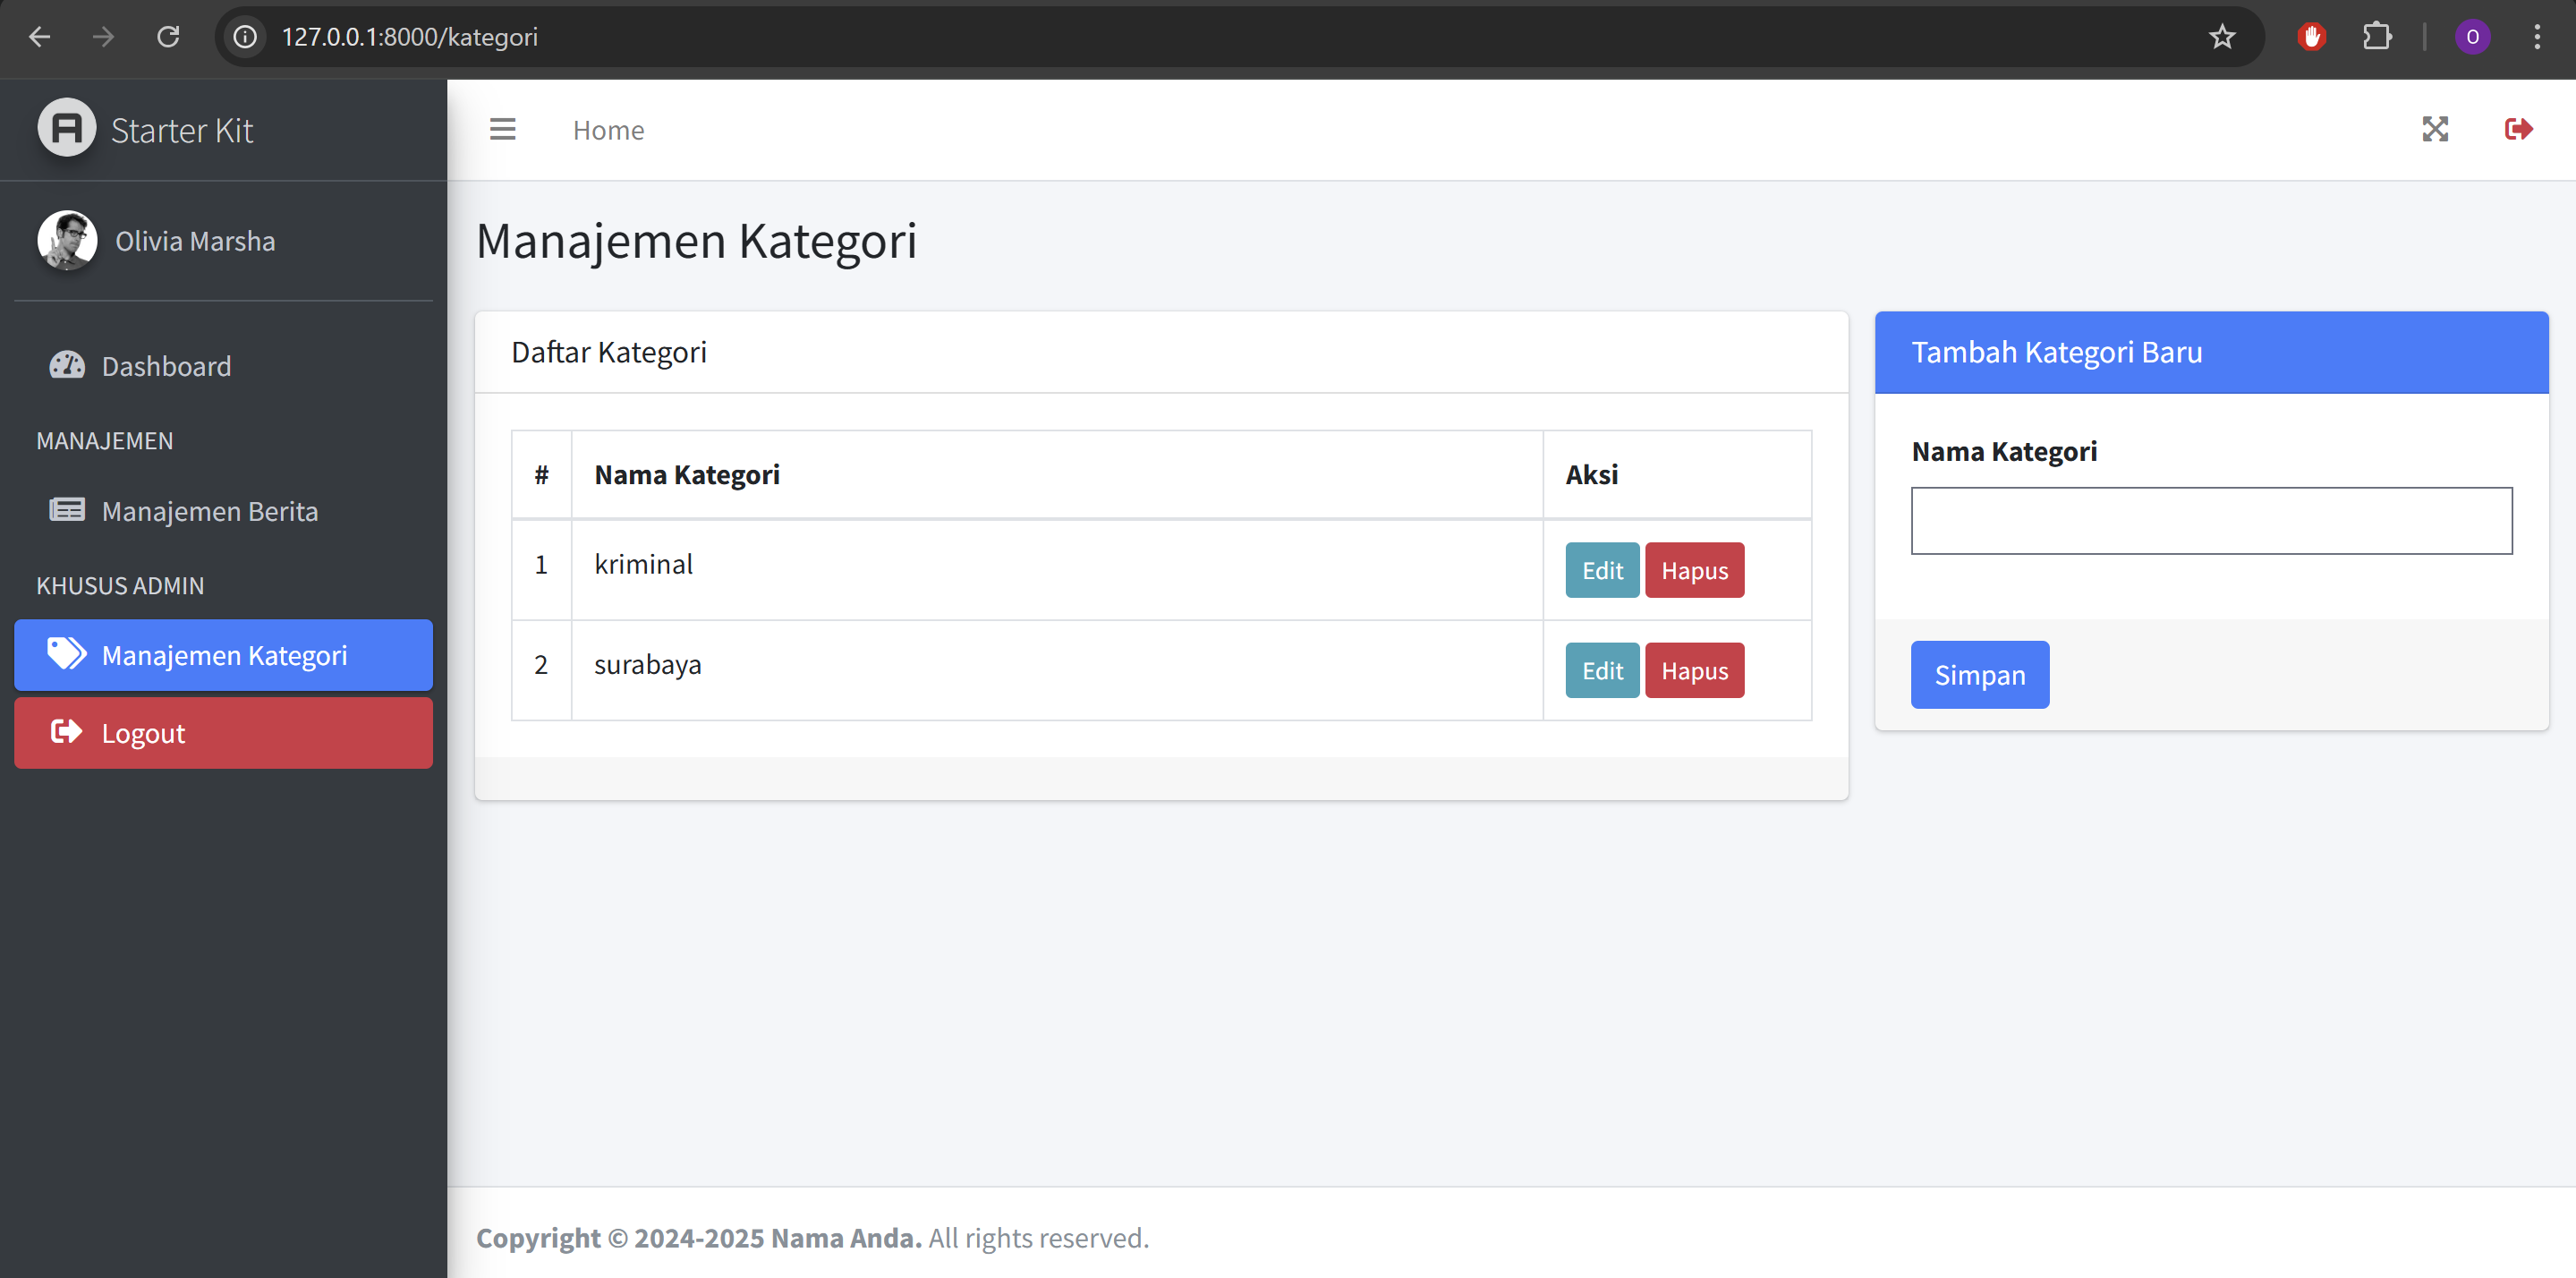 127.0.0.1:8000/kategori
O
Starter Kit
Home
Olivia Marsha
Dashboard
MANAJEMEN
Manajemen Berita
KHUSUS ADMIN
Manajemen Kategori
Logout
Manajemen Kategori
Daftar Kategori
# Nama Kategori Aksi
1 kriminal Edit Hapus
2 surabaya Edit Hapus
Tambah Kategori Baru
Nama Kategori
Simpan
Copyright © 2024-2025 Nama Anda. All rights reserved.